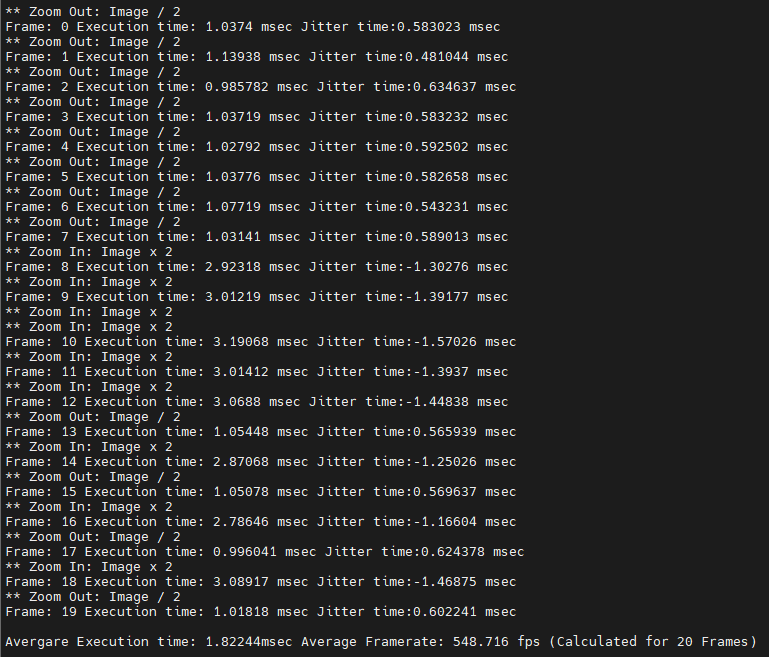 ** Zoom Out: Image / 2
Frame: 0 Execution time: 1.0374 msec Jitter time:0.583023 msec
** Zoom Out: Image / 2
Frame: 1 Execution time: 1.13938 msec Jitter time:0.481044 msec
** Zoom Out: Image / 2
Frame: 2 Execution time: 0.985782 msec Jitter time:0.634637 msec
** Zoom Out: Image / 2
Frame: 3 Execution time: 1.03719 msec Jitter time:0.583232 msec
** Zoom Out: Image / 2
Frame: 4 Execution time: 1.02792 msec Jitter time:0.592502 msec
** Zoom Out: Image / 2
Frame: 5 Execution time: 1.03776 msec Jitter time:0.582658 msec
** Zoom Out: Image / 2
Frame: 6 Execution time: 1.07719 msec Jitter time:0.543231 msec
** Zoom Out: Image / 2
Frame: 7 Execution time: 1.03141 msec Jitter time:0.589013 msec
** Zoom In: Image x 2
Frame: 8 Execution time: 2.92318 msec Jitter time:-1.30276 msec
** Zoom In: Image x 2
Frame: 9 Execution time: 3.01219 msec Jitter time:-1.39177 msec
** Zoom In: Image x 2
** Zoom In: Image x 2
Frame: 10 Execution time: 3.19068 msec Jitter time:-1.57026 msec
** Zoom In: Image x 2
Frame: 11 Execution time: 3.01412 msec Jitter time:-1.3937 msec
** Zoom In: Image x 2
Frame: 12 Execution time: 3.0688 msec Jitter time:-1.44838 msec
** Zoom Out: Image / 2
Frame: 13 Execution time: 1.05448 msec Jitter time:0.565939 msec
** Zoom In: Image x 2
Frame: 14 Execution time: 2.87068 msec Jitter time:-1.25026 msec
** Zoom Out: Image / 2
Frame: 15 Execution time: 1.05078 msec Jitter time:0.569637 msec
** Zoom In: Image x 2
Frame: 16 Execution time: 2.78646 msec Jitter time:-1.16604 msec
** Zoom Out: Image / 2
Frame: 17 Execution time: 0.996041 msec Jitter time:0.624378 msec
** Zoom In: Image x 2
Frame: 18 Execution time: 3.08917 msec Jitter time:-1.46875 msec
** Zoom Out: Image / 2
Frame: 19 Execution time: 1.01818 msec Jitter time:0.602241 msec
Avergare Execution time: 1.82244msec Average Framerate: 548.716 fps (Calculated for 20 Frames)